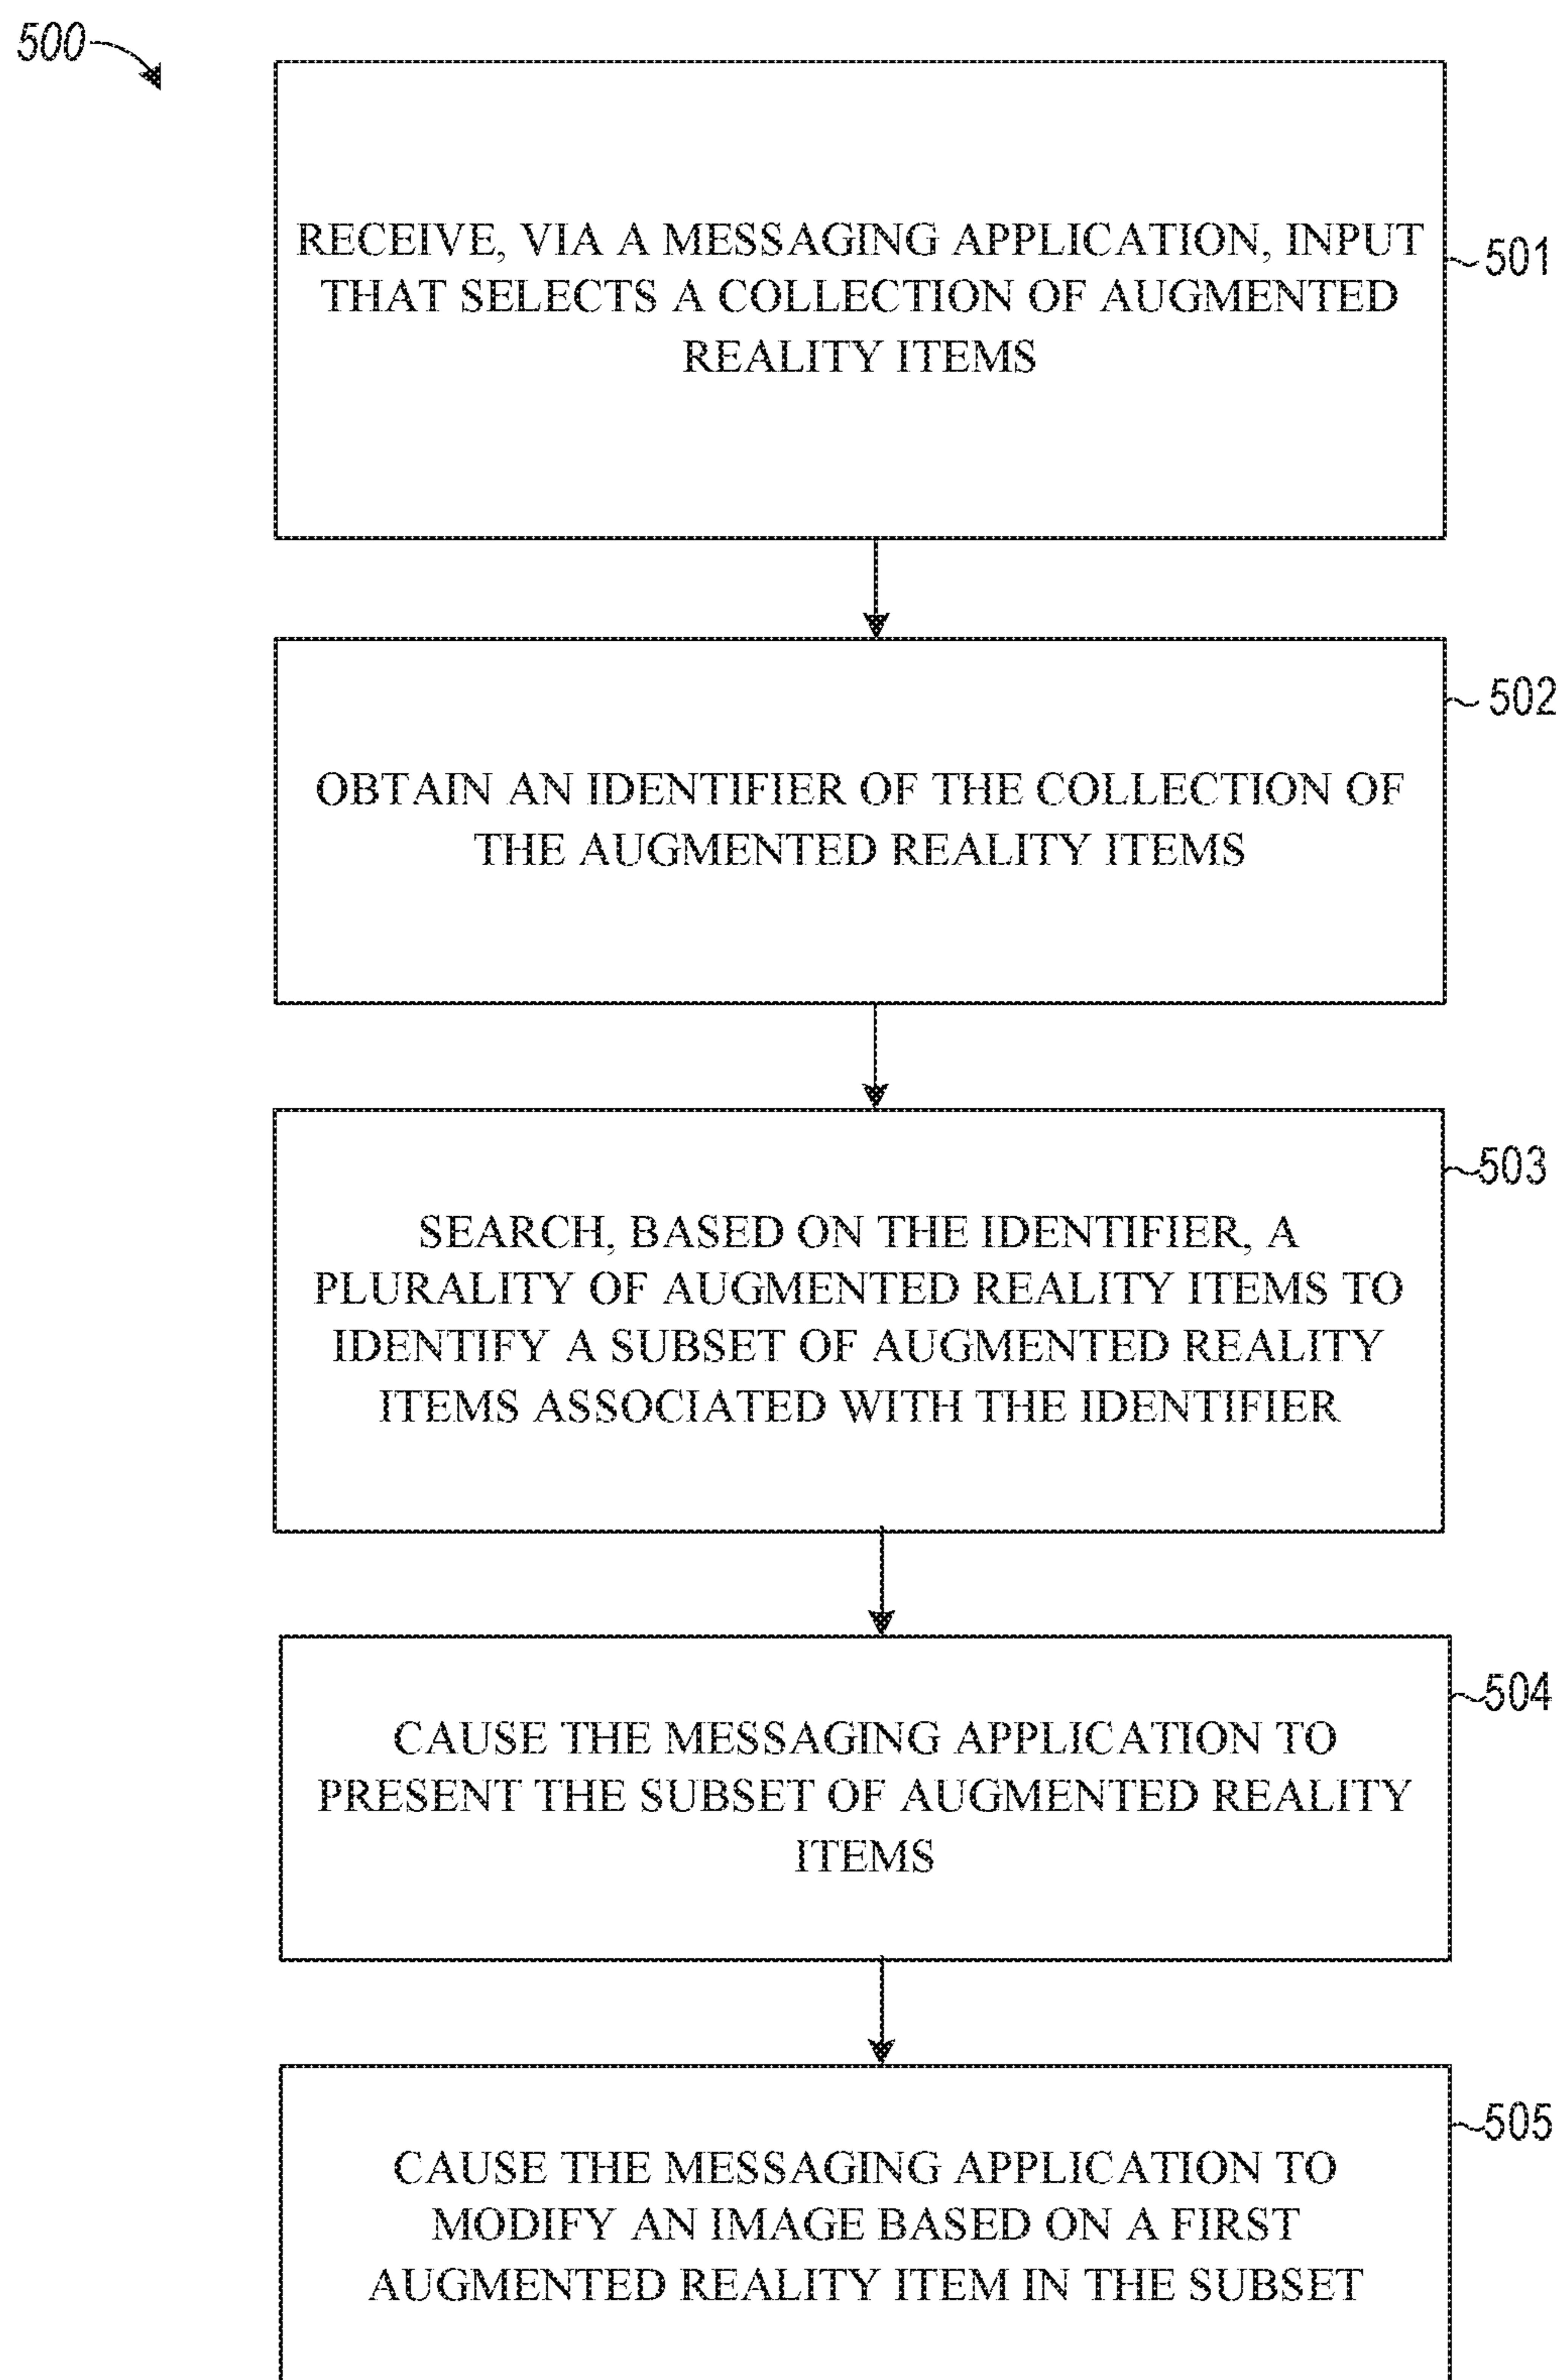 500
RECEIVE, VIA A MESSAGING APPLICATION, INPUT
THAT SELECTS A COLLECTION OF AUGMENTED
REALITY ITEMS
501
502
OBTAIN AN IDENTIFIER OF THE COLLECTION OF
THE AUGMENTED REALITY ITEMS
503
SEARCH, BASED ON THE IDENTIFIER, A
PLURALITY OF AUGMENTED REALITY ITEMS TO
IDENTIFY A SUBSET OF AUGMENTED REALITY
ITEMS ASSOCIATED WITH THE IDENTIFIER
504
CAUSE THE MESSAGING APPLICATION TO
PRESENT THE SUBSET OF AUGMENTED REALITY
ITEMS
505
CAUSE THE MESSAGING APPLICATION TO
MODIFY AN IMAGE BASED ON A FIRST
AUGMENTED REALITY ITEM IN THE SUBSET